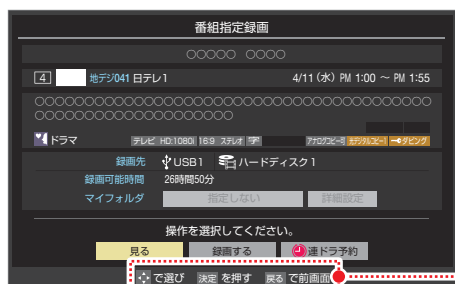 番組指定録画
○○○○○ ○○○○
4 地デジ041 日テレ1 4/11(水) PM 1:00 ～ PM 1:55
○○○○○○○○○○○○○○○○○○○○○○○○○○○○○○○○○○○○○○○○
○○○○○○○○○○○○○○○○○○○○
ドラマ テレビ HD:1080i 16:9 ステレオ 字 アナログコピー可 デジタルコピー1 ダビング
録画先 USB1 ハードディスク1
録画可能時間 26時間50分
マイフォルダ 指定しない 詳細設定
操作を選択してください。
見る 録画する 連ドラ予約
で選び 決定 を押す 戻る で前画面